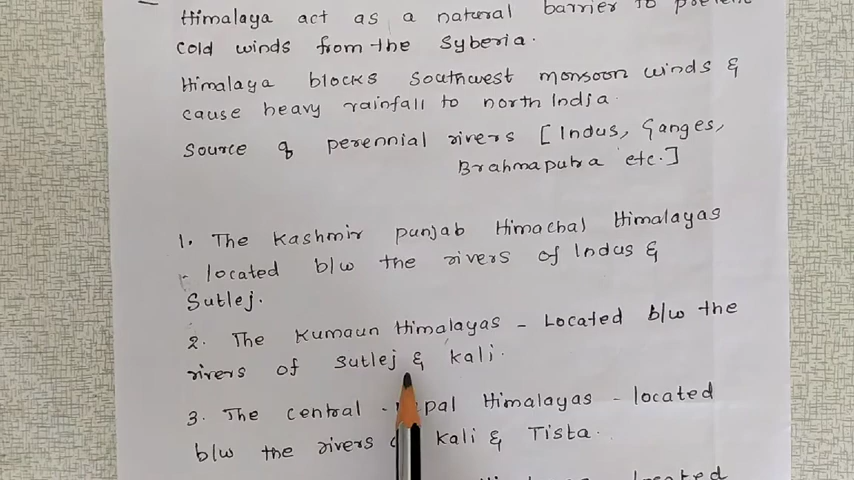 Himalaya act as a natural barrier to prevent
cold winds from the Syberia.
Himalaya blocks Southwest monsoon winds &
cause heavy rainfall to north India.
Source of perennial rivers [Indus, Ganges,
Brahmaputra etc.]
1. The Kashmir punjab Himachal Himalayas
- located b/w the rivers of Indus &
Sutlej.
2. The Kumaun Himalayas - Located b/w the
rivers of Sutlej & Kali.
3. The central - Himalayas - located
b/w the rivers Kali & Tista.
located